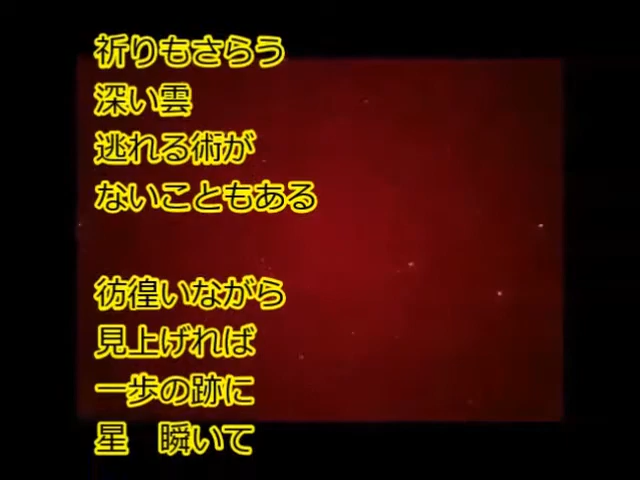 祈りもさらう
深い雲
逃れる術が
ないこともある
彷徨いながら
見上げれば
一歩の跡に
星　瞬いて